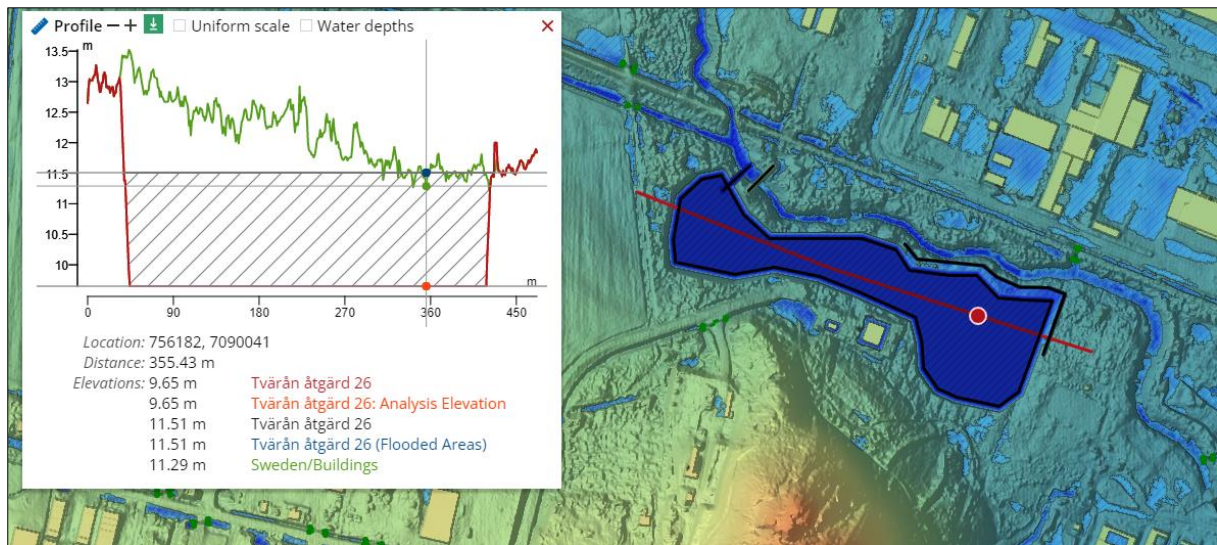 Profile − + Uniform scale Water depths
m
13.5
13
12.5
12
11.5
11
10.5
10
m
0 90 180 270 360 450
Location: 756182, 7090041
Distance: 355.43 m
Elevations: 9.65 m Tvärån åtgärd 26
9.65 m Tvärån åtgärd 26: Analysis Elevation
11.51 m Tvärån åtgärd 26
11.51 m Tvärån åtgärd 26 (Flooded Areas)
11.29 m Sweden/Buildings